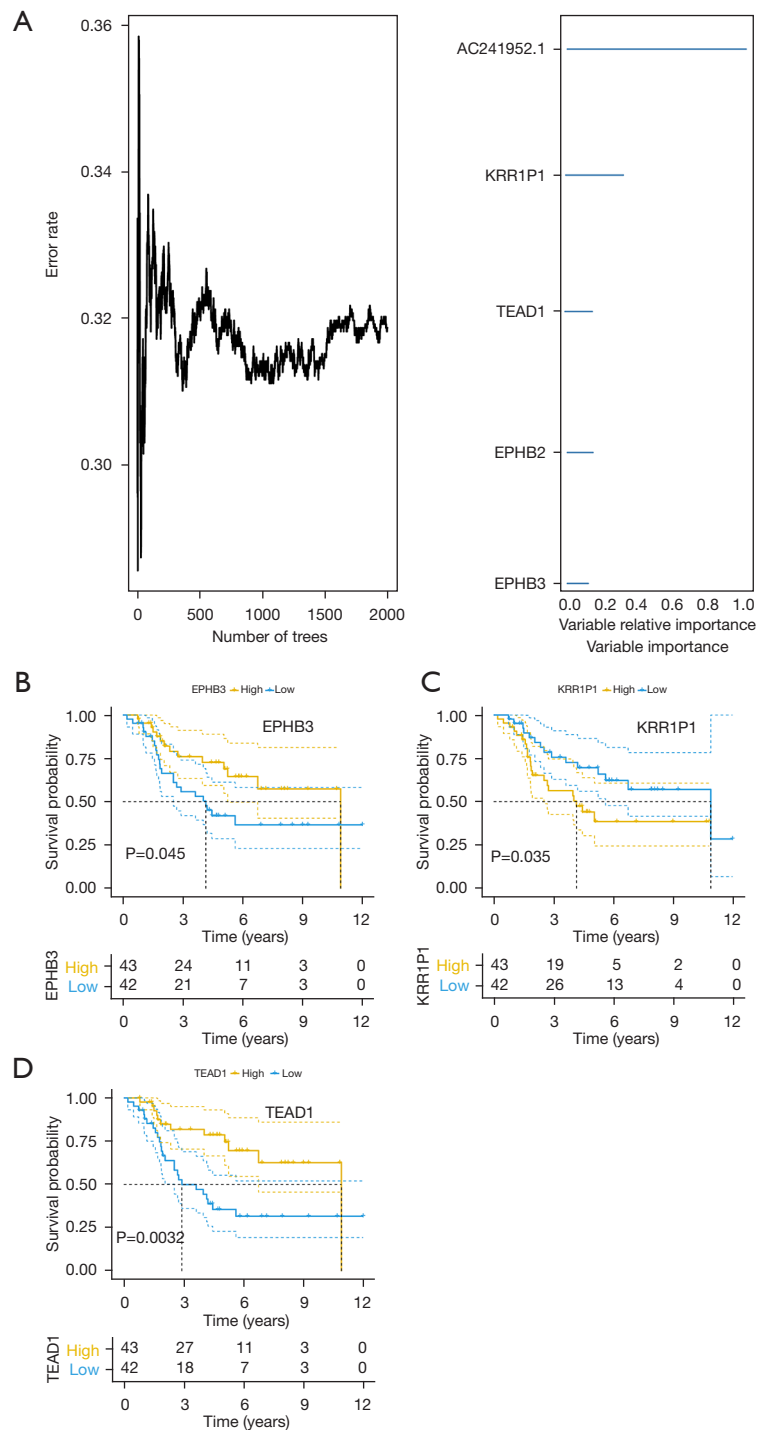 A
0.36
0.34
0.32
0.30
Error rate
0 500 1000 1500 2000
Number of trees
AC241952.1
KRR1P1
TEAD1
EPHB2
EPHB3
0.0 0.2 0.4 0.6 0.8 1.0
Variable relative importance
Variable importance
B
EPHB3 High Low
EPHB3
1.00
0.75
0.50
0.25
0.00
Survival probability
P=0.045
0 3 6 9 12
Time (years)
EPHB3
High 43 24 11 3 0
Low 42 21 7 3 0
0 3 6 9 12
Time (years)
C
KRR1P1 High Low
KRR1P1
1.00
0.75
0.50
0.25
0.00
Survival probability
P=0.035
0 3 6 9 12
Time (years)
KRR1P1
High 43 19 5 2 0
Low 42 26 13 4 0
0 3 6 9 12
Time (years)
D
TEAD1 High Low
TEAD1
1.00
0.75
0.50
0.25
0.00
Survival probability
P=0.0032
0 3 6 9 12
Time (years)
TEAD1
High 43 27 11 3 0
Low 42 18 7 3 0
0 3 6 9 12
Time (years)